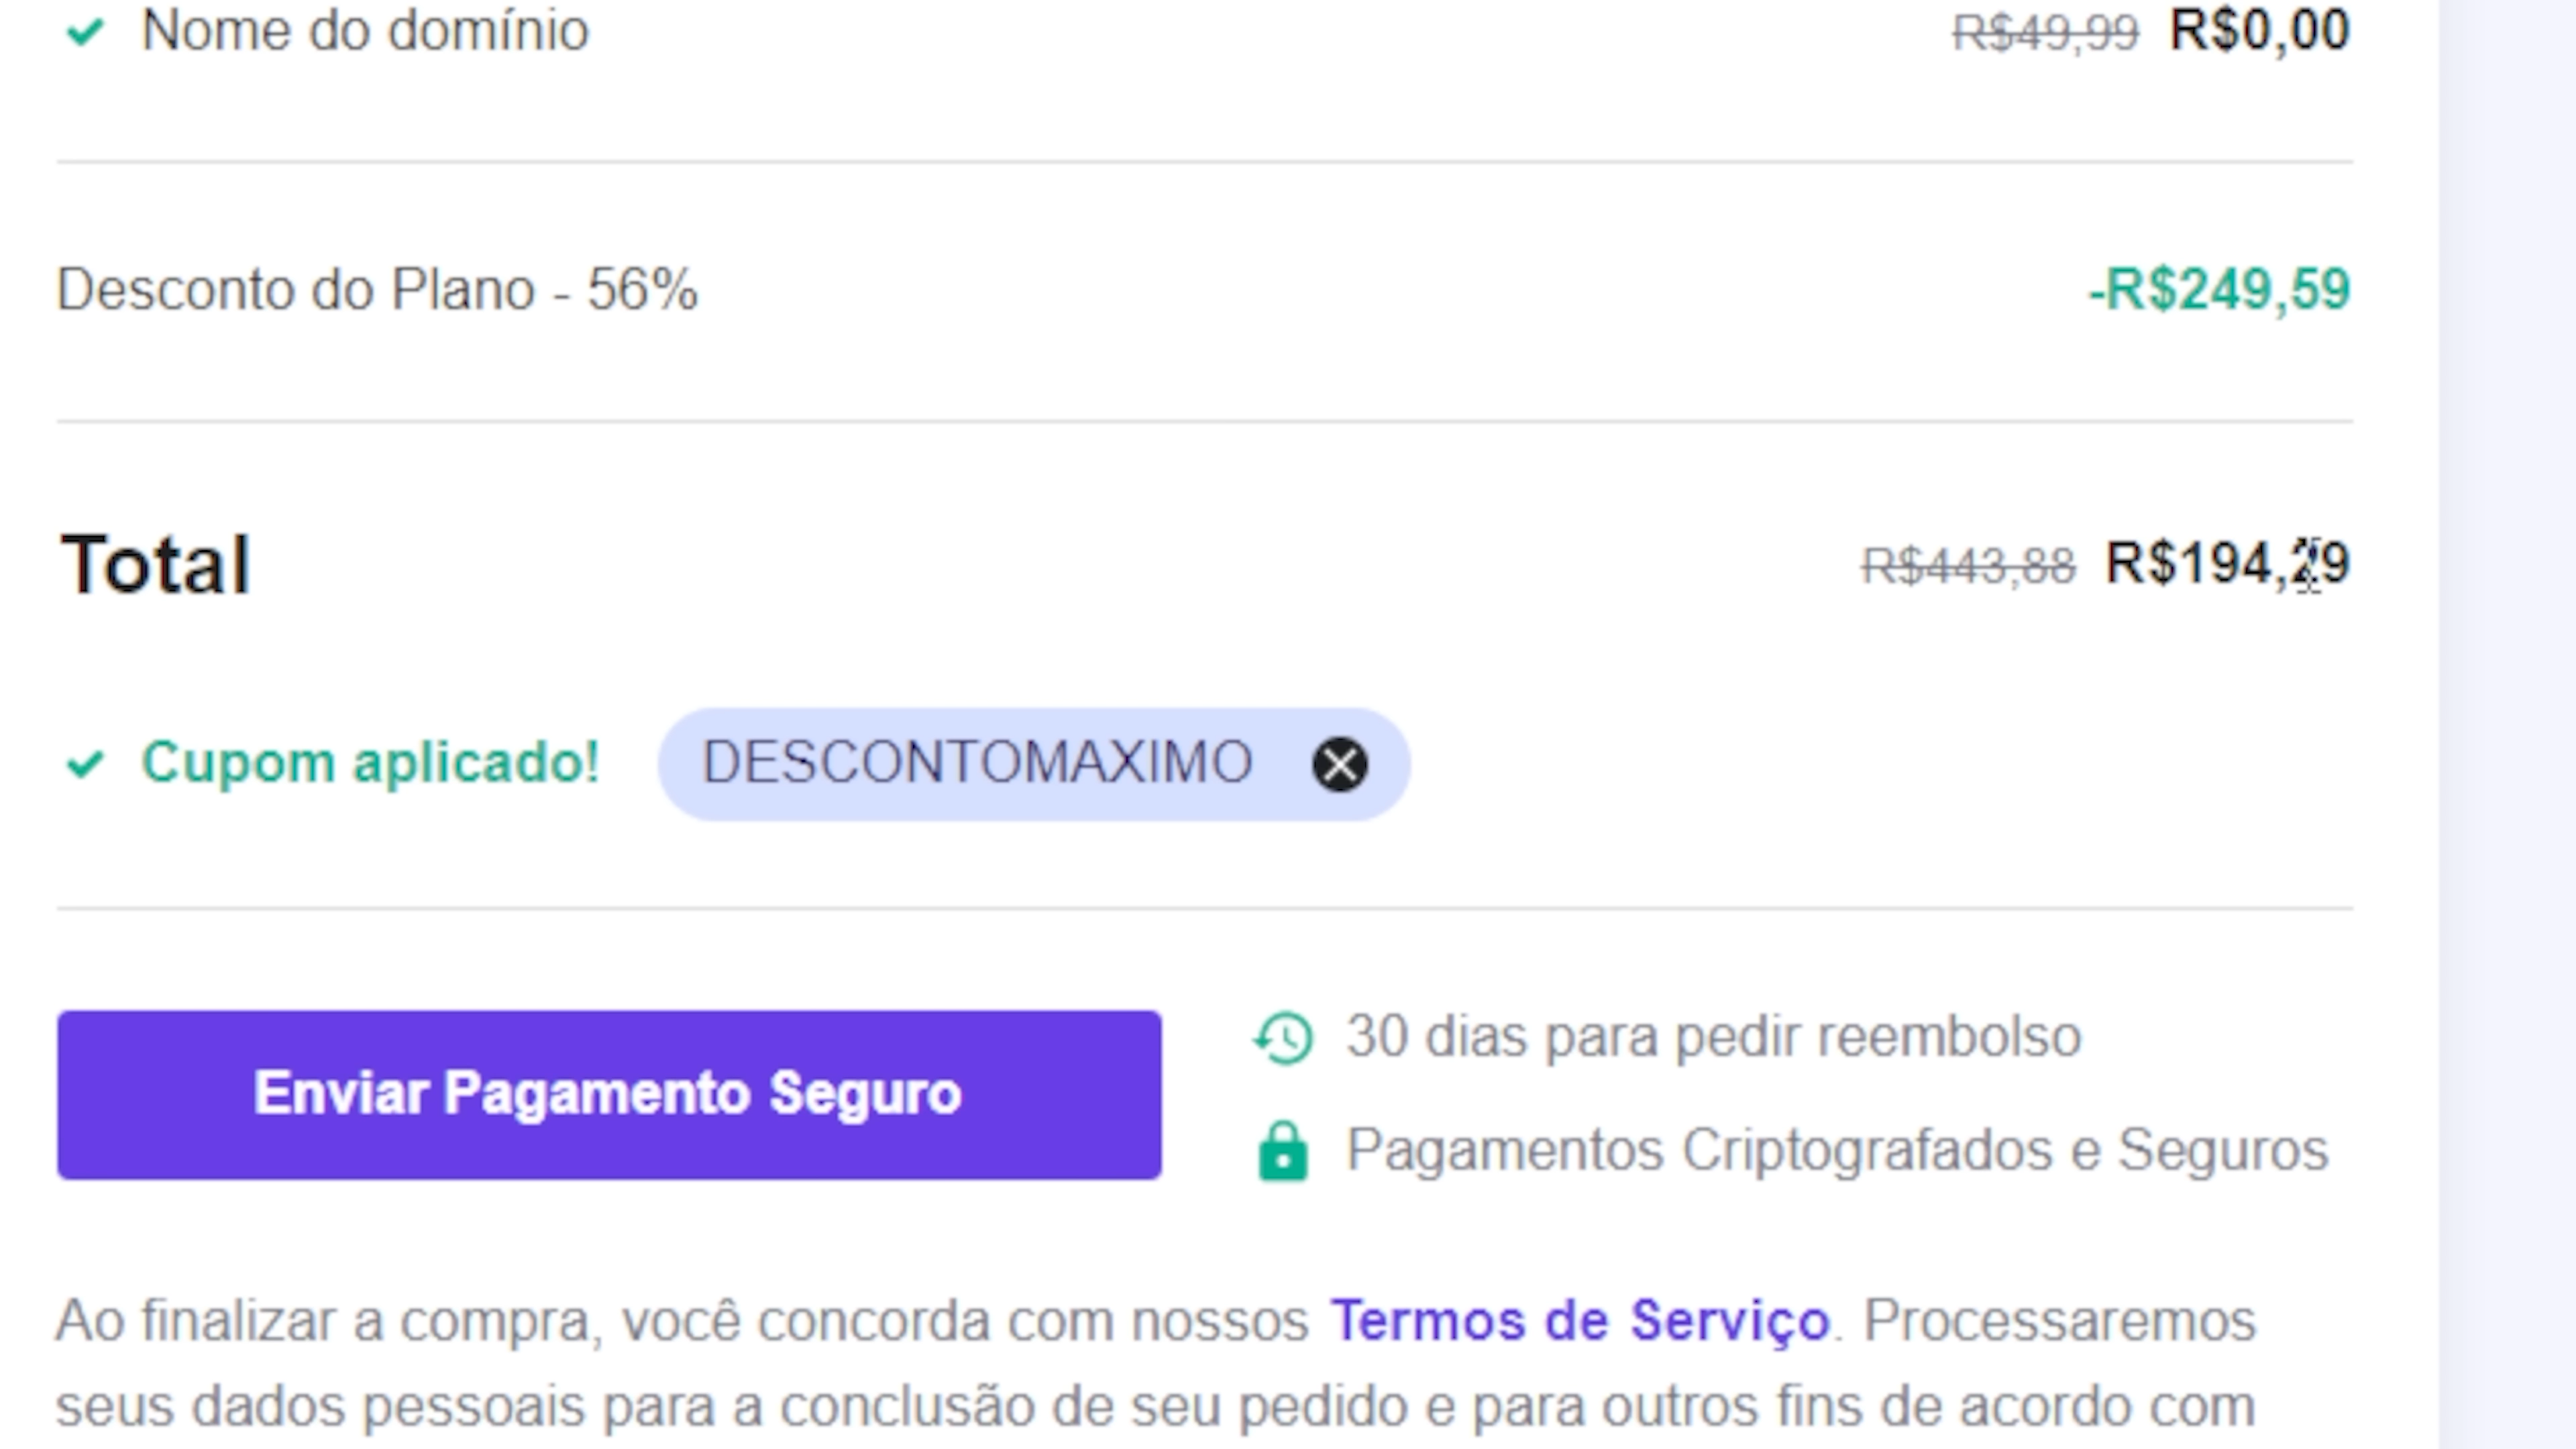 Nome do domínio R$49,99 R$0,00
Desconto do Plano - 56% -R$249,59
Total R$443,88 R$194,29
Cupom aplicado! DESCONTOMAXIMO
Enviar Pagamento Seguro
30 dias para pedir reembolso
Pagamentos Criptografados e Seguros
Ao finalizar a compra, você concorda com nossos Termos de Serviço. Processaremos
seus dados pessoais para a conclusão de seu pedido e para outros fins de acordo com